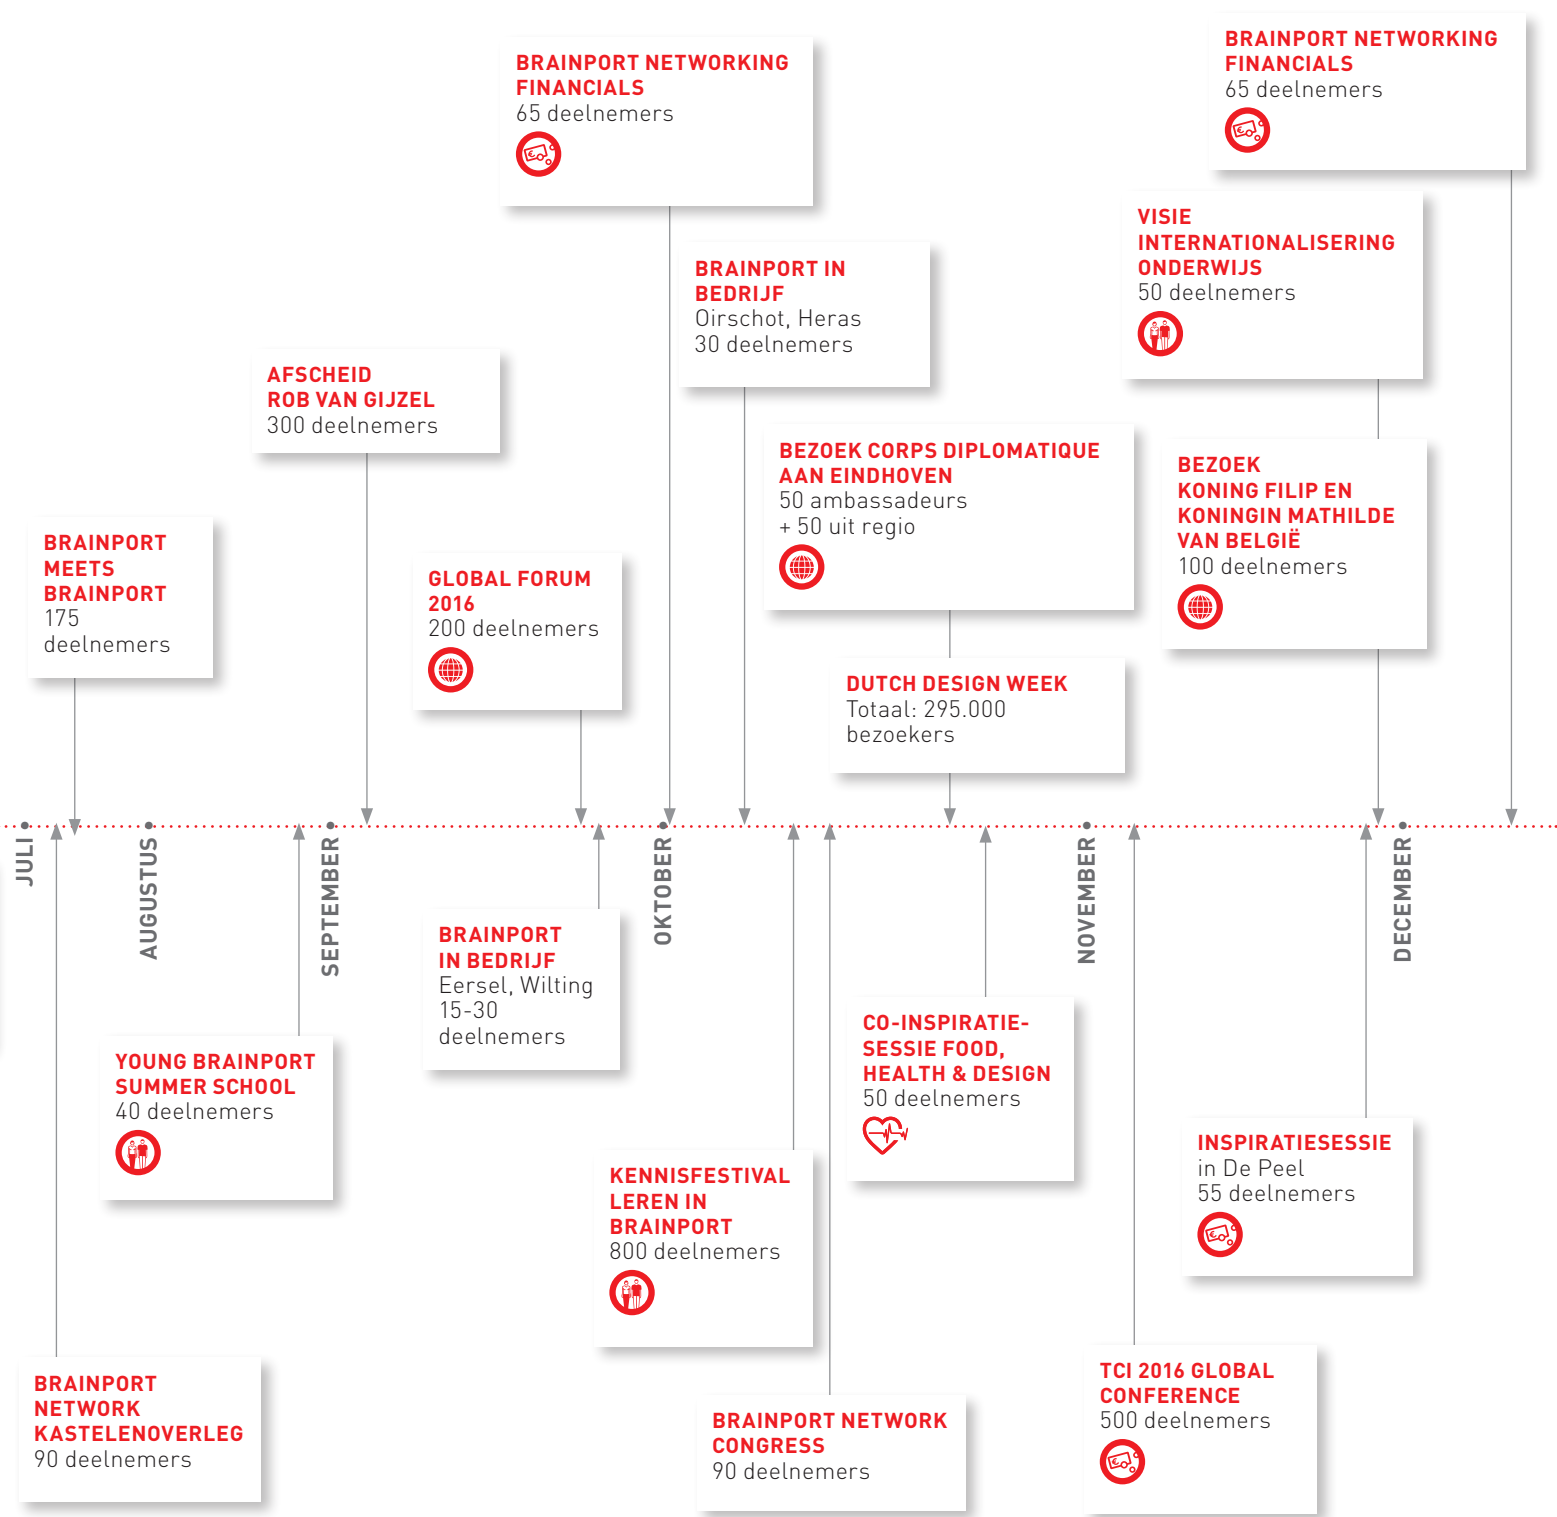 BRAINPORT NETWORKING
FINANCIALS
65 deelnemers
BRAINPORT NETWORKING
FINANCIALS
65 deelnemers
VISIE
INTERNATIONALISERING
ONDERWIJS
50 deelnemers
BRAINPORT IN
BEDRIJF
Oirschot, Heras
30 deelnemers
AFSCHEID
ROB VAN GIJZEL
300 deelnemers
BEZOEK CORPS DIPLOMATIQUE
AAN EINDHOVEN
50 ambassadeurs
+ 50 uit regio
BEZOEK
KONING FILIP EN
KONINGIN MATHILDE
VAN BELGIË
100 deelnemers
BRAINPORT
MEETS
BRAINPORT
175
deelnemers
GLOBAL FORUM
2016
200 deelnemers
DUTCH DESIGN WEEK
Totaal: 295.000
bezoekers
JULI
AUGUSTUS
SEPTEMBER
OKTOBER
NOVEMBER
DECEMBER
BRAINPORT
IN BEDRIJF
Eersel, Wilting
15-30
deelnemers
CO-INSPIRATIE-
SESSIE FOOD,
HEALTH & DESIGN
50 deelnemers
YOUNG BRAINPORT
SUMMER SCHOOL
40 deelnemers
INSPIRATIESESSIE
in De Peel
55 deelnemers
KENNISFESTIVAL
LEREN IN
BRAINPORT
800 deelnemers
BRAINPORT
NETWORK
KASTELENOVERLEG
90 deelnemers
TCI 2016 GLOBAL
CONFERENCE
500 deelnemers
BRAINPORT NETWORK
CONGRESS
90 deelnemers